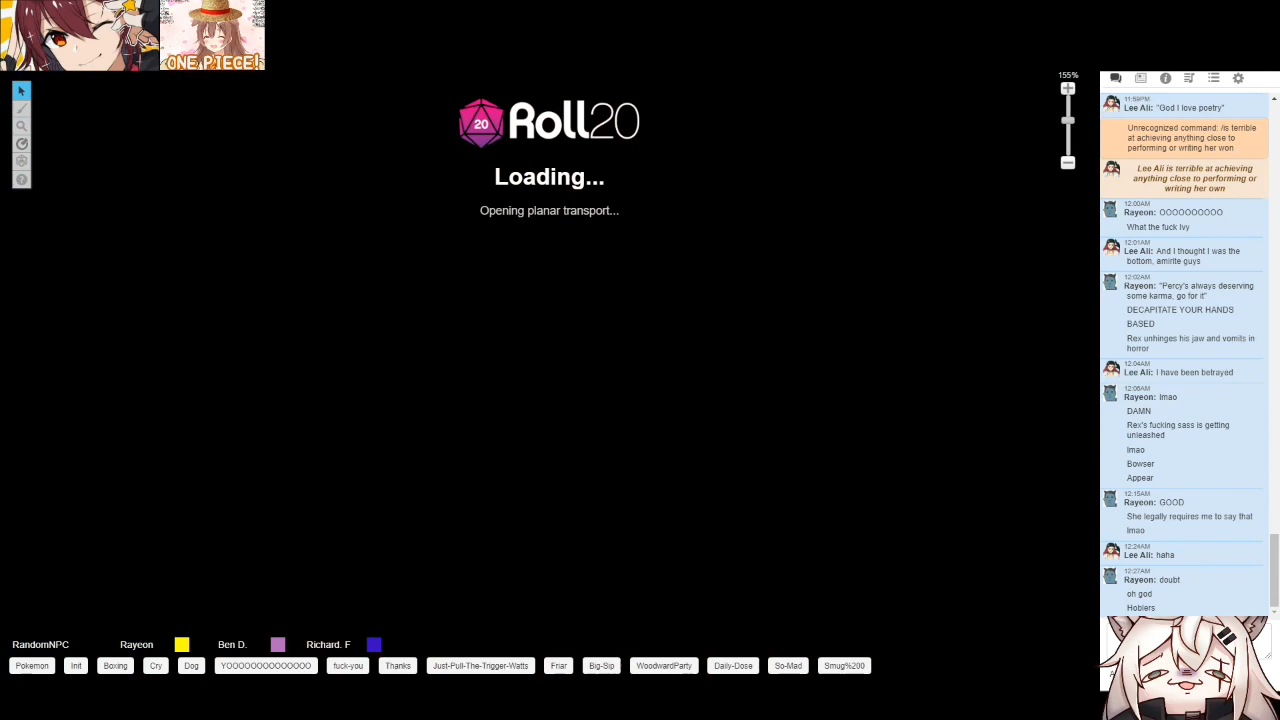 ONE PIECE!
155%
20
Roll20
Loading...
Opening planar transport...
11:59PM
Lee Ali: "God I love poetry"
Unrecognized command: /is terrible
at achieving anything close to
performing or writing her won
Lee Ali is terrible at achieving
anything close to performing or
writing her own
12:00AM
Rayeon: OOOOOOOOOO
What the fuck Ivy
12:01AM
Lee Ali: And I thought I was the
bottom, amirite guys
12:02AM
Rayeon: "Percy's always deserving
some karma, go for it"
DECAPITATE YOUR HANDS
BASED
Rex unhinges his jaw and vomits in
horror
12:04AM
Lee Ali: I have been betrayed
12:06AM
Rayeon: lmao
DAMN
Rex's fucking sass is getting
unleashed
lmao
Bowser
Appear
12:15AM
Rayeon: GOOD
She legally requires me to say that
lmao
12:24AM
Lee Ali: haha
12:27AM
Rayeon: doubt
oh god
Hoblers
RandomNPC Rayeon Ben D. Richard. F
Pokemon Init Boxing Cry Dog YOOOOOOOOOOOOOO fuck-you Thanks Just-Pull-The-Trigger-Watts Friar Big-Sip WoodwardParty Daily-Dose So-Mad Smug%200